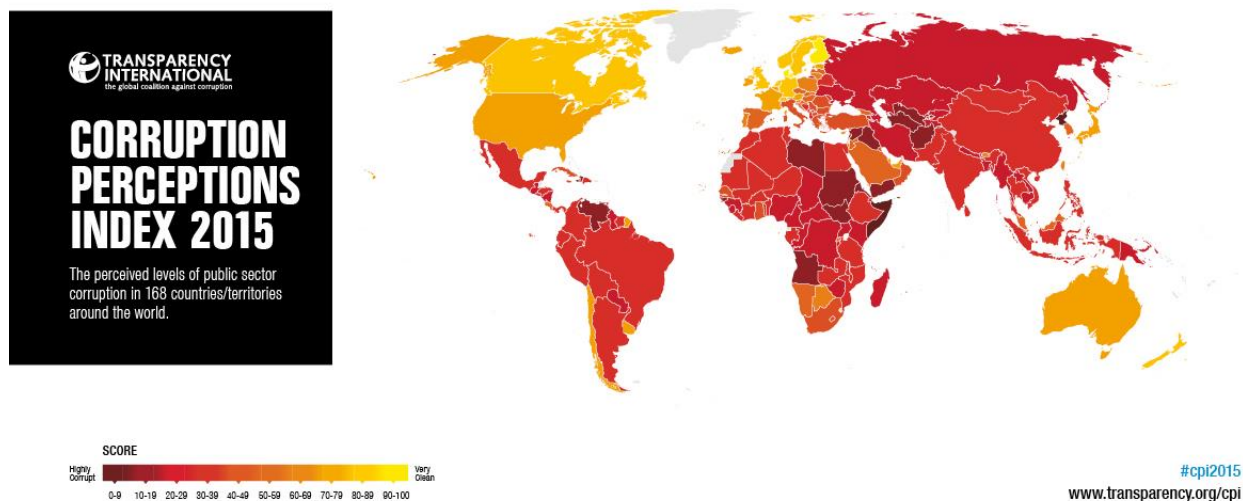 TRANSPARENCY
INTERNATIONAL
the global coalition against corruption
CORRUPTION
PERCEPTIONS
INDEX 2015
The perceived levels of public sector
corruption in 168 countries/territories
around the world.
SCORE
Highly
Corrupt
Very
Clean
0-9 10-19 20-29 30-39 40-49 50-59 60-69 70-79 80-89 90-100
#cpi2015
www.transparency.org/cpi